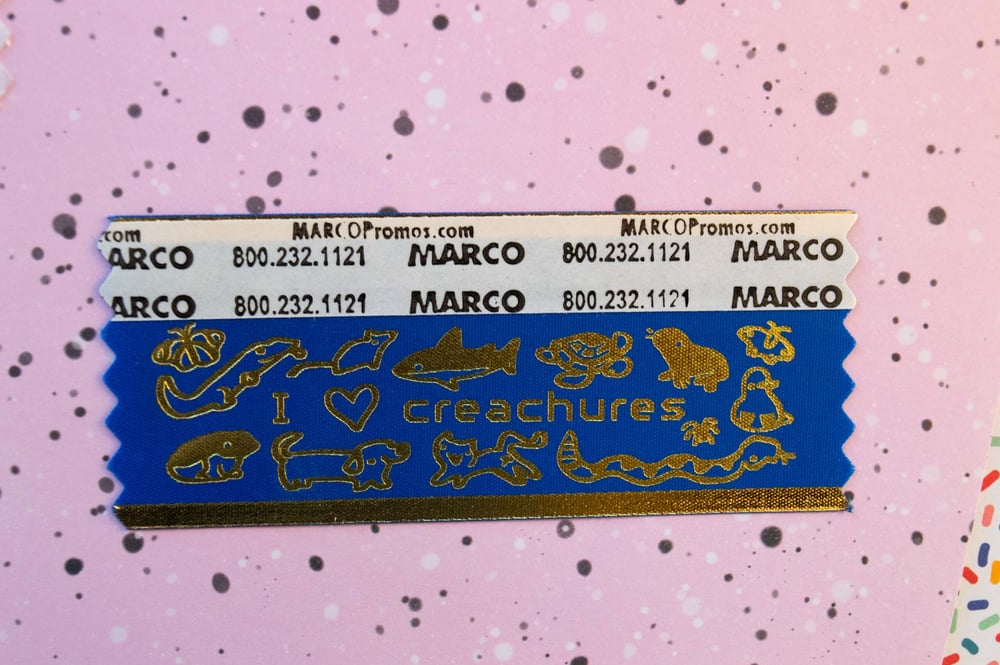 .com MARCOPromos.com MARCOPromos.com
ARCO 800.232.1121 MARCO 800.232.1121 MARCO
ARCO 800.232.1121 MARCO 800.232.1121 MARCO
I ♡ creachures